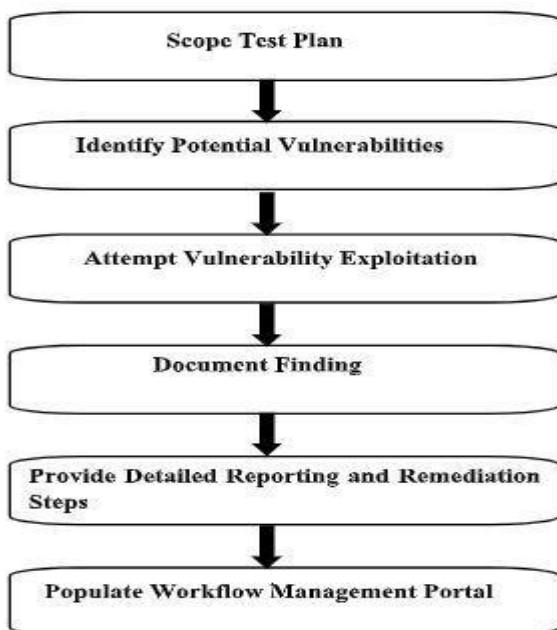 Scope Test Plan
Identify Potential Vulnerabilities
Attempt Vulnerability Exploitation
Document Finding
Provide Detailed Reporting and Remediation
Steps
Populate Workflow Management Portal